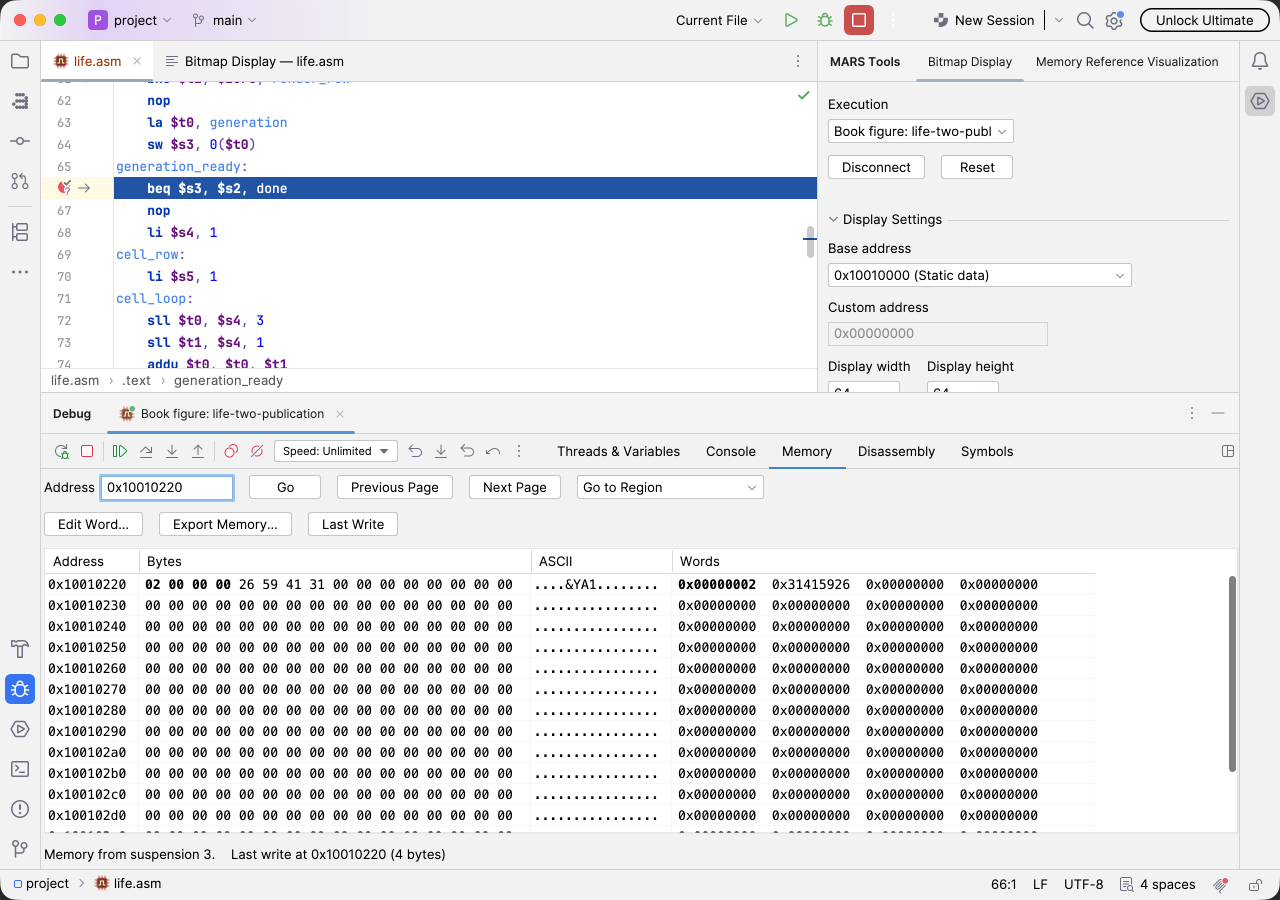 P project main Current File New Session Unlock Ultimate
life.asm Bitmap Display — life.asm
62 nop
63 la $t0, generation
64 sw $s3, 0($t0)
65 generation_ready:
beq $s3, $s2, done
67 nop
68 li $s4, 1
69 cell_row:
70 li $s5, 1
71 cell_loop:
72 sll $t0, $s4, 3
73 sll $t1, $s4, 1
74 addu $t0, $t0, $t1
life.asm › .text › generation_ready
MARS Tools Bitmap Display Memory Reference Visualization
Execution
Book figure: life-two-publ
Disconnect Reset
Display Settings
Base address
0x10010000 (Static data)
Custom address
0x00000000
Display width Display height
64 64
Debug Book figure: life-two-publication
Speed: Unlimited Threads & Variables Console Memory Disassembly Symbols
Address 0x10010220 Go Previous Page Next Page Go to Region
Edit Word... Export Memory... Last Write
Address Bytes ASCII Words
0x10010220 02 00 00 00 26 59 41 31 00 00 00 00 00 00 00 00 ....&YA1........ 0x00000002 0x31415926 0x00000000 0x00000000
0x10010230 00 00 00 00 00 00 00 00 00 00 00 00 00 00 00 00 ................ 0x00000000 0x00000000 0x00000000 0x00000000
0x10010240 00 00 00 00 00 00 00 00 00 00 00 00 00 00 00 00 ................ 0x00000000 0x00000000 0x00000000 0x00000000
0x10010250 00 00 00 00 00 00 00 00 00 00 00 00 00 00 00 00 ................ 0x00000000 0x00000000 0x00000000 0x00000000
0x10010260 00 00 00 00 00 00 00 00 00 00 00 00 00 00 00 00 ................ 0x00000000 0x00000000 0x00000000 0x00000000
0x10010270 00 00 00 00 00 00 00 00 00 00 00 00 00 00 00 00 ................ 0x00000000 0x00000000 0x00000000 0x00000000
0x10010280 00 00 00 00 00 00 00 00 00 00 00 00 00 00 00 00 ................ 0x00000000 0x00000000 0x00000000 0x00000000
0x10010290 00 00 00 00 00 00 00 00 00 00 00 00 00 00 00 00 ................ 0x00000000 0x00000000 0x00000000 0x00000000
0x100102a0 00 00 00 00 00 00 00 00 00 00 00 00 00 00 00 00 ................ 0x00000000 0x00000000 0x00000000 0x00000000
0x100102b0 00 00 00 00 00 00 00 00 00 00 00 00 00 00 00 00 ................ 0x00000000 0x00000000 0x00000000 0x00000000
0x100102c0 00 00 00 00 00 00 00 00 00 00 00 00 00 00 00 00 ................ 0x00000000 0x00000000 0x00000000 0x00000000
0x100102d0 00 00 00 00 00 00 00 00 00 00 00 00 00 00 00 00 ................ 0x00000000 0x00000000 0x00000000 0x00000000
Memory from suspension 3. Last write at 0x10010220 (4 bytes)
project › life.asm 66:1 LF UTF-8 4 spaces